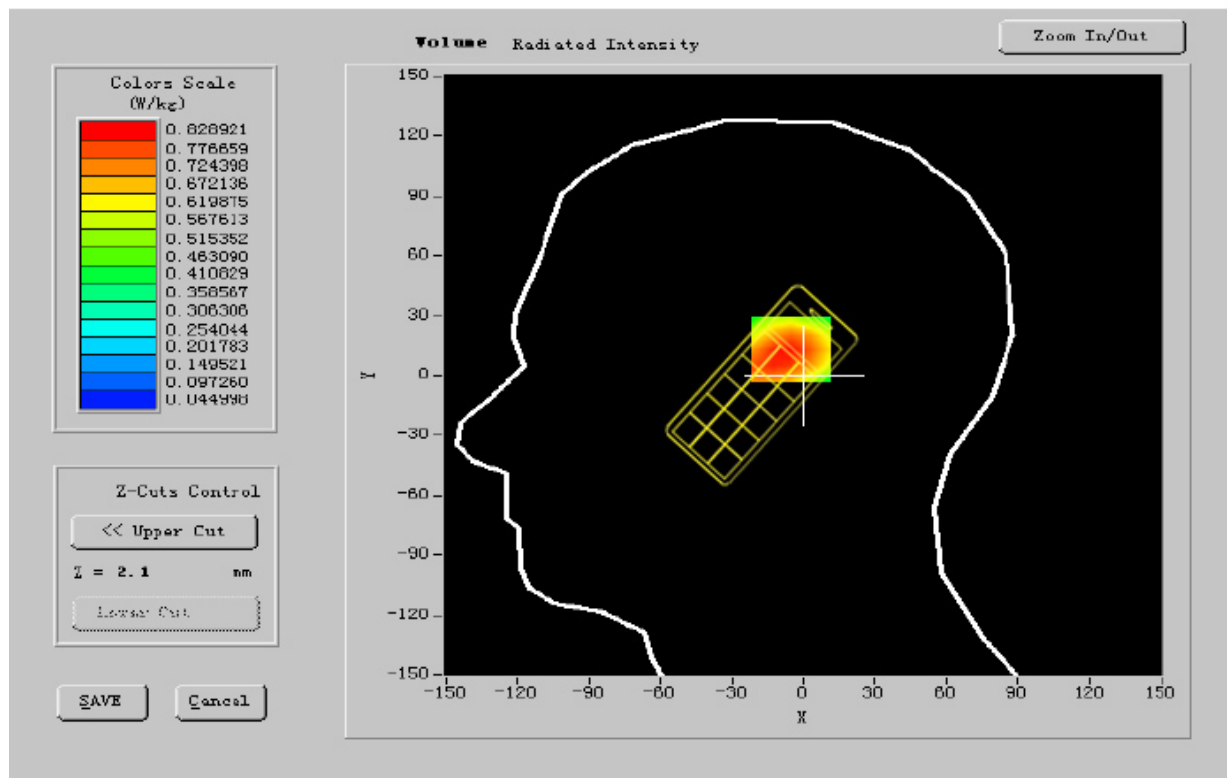 Volume Radiated Intensity
Zoom In/Out
Colors Scale
(W/kg)
0.828921
0.776659
0.724398
0.672136
0.619875
0.567613
0.515352
0.463090
0.410829
0.358567
0.306306
0.254044
0.201783
0.149521
0.097260
0.044998
Z-Cuts Control
<< Upper Cut
Z = 2.1 mm
Lower Cut
SAVE
Cancel
150
120
90
60
30
0
-30
-60
-90
-120
-150
Y
-150 -120 -90 -60 -30 0 30 60 90 120 150
X